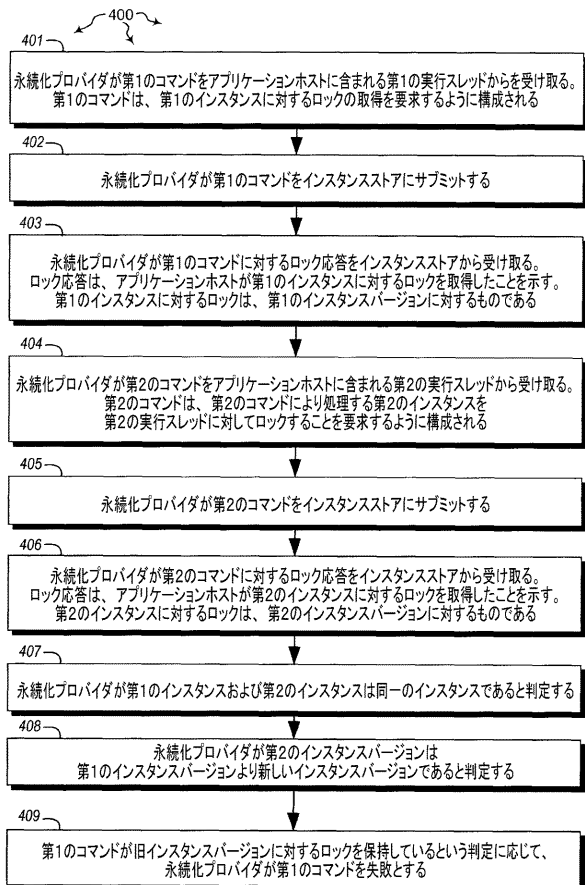 400
401
永続化プロバイダが第1のコマンドをアプリケーションホストに含まれる第1の実行スレッドからを受け取る。
第1のコマンドは、第1のインスタンスに対するロックの取得を要求するように構成される
402
永続化プロバイダが第1のコマンドをインスタンスストアにサブミットする
403
永続化プロバイダが第1のコマンドに対するロック応答をインスタンスストアから受け取る。
ロック応答は、アプリケーションホストが第1のインスタンスに対するロックを取得したことを示す。
第1のインスタンスに対するロックは、第1のインスタンスバージョンに対するものである
404
永続化プロバイダが第2のコマンドをアプリケーションホストに含まれる第2の実行スレッドから受け取る。
第2のコマンドは、第2のコマンドにより処理する第2のインスタンスを
第2の実行スレッドに対してロックすることを要求するように構成される
405
永続化プロバイダが第2のコマンドをインスタンスストアにサブミットする
406
永続化プロバイダが第2のコマンドに対するロック応答をインスタンスストアから受け取る。
ロック応答は、アプリケーションホストが第2のインスタンスに対するロックを取得したことを示す。
第2のインスタンスに対するロックは、第2のインスタンスバージョンに対するものである
407
永続化プロバイダが第1のインスタンスおよび第2のインスタンスは同一のインスタンスであると判定する
408
永続化プロバイダが第2のインスタンスバージョンは
第1のインスタンスバージョンより新しいインスタンスバージョンであると判定する
409
第1のコマンドが旧インスタンスバージョンに対するロックを保持しているという判定に応じて、
永続化プロバイダが第1のコマンドを失敗とする